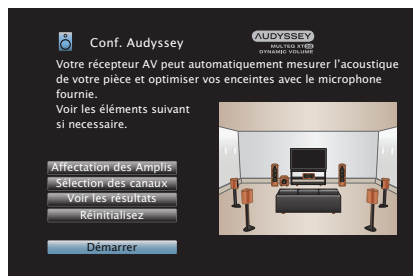 Conf. Audyssey
AUDYSSEY
MULTEQ XT32
DYNAMIC VOLUME
Votre récepteur AV peut automatiquement mesurer l'acoustique
de votre pièce et optimiser vos enceintes avec le microphone
fournie.
Voir les éléments suivant
si necessaire.
Affectation des Amplis
Sélection des canaux
Voir les résultats
Réinitialisez
Démarrer